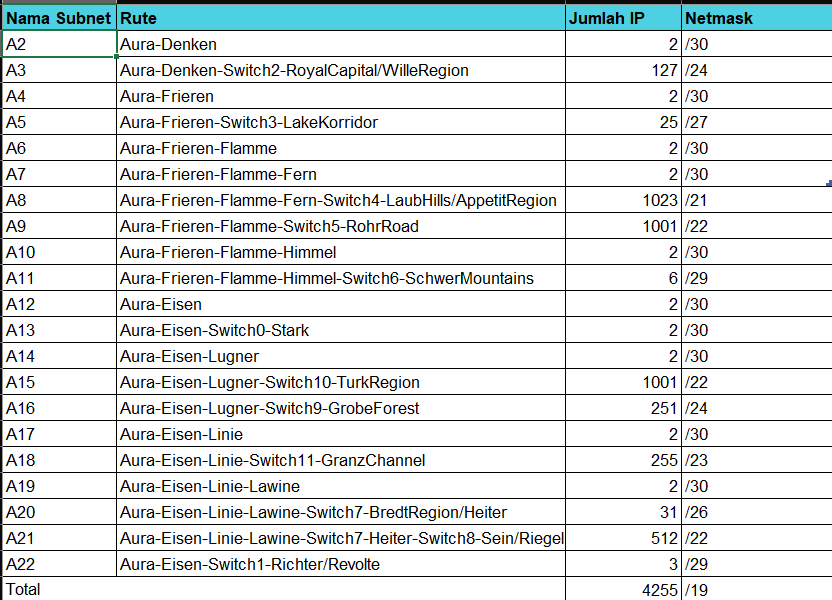 Nama Subnet Rute Jumlah IP Netmask
A2 Aura-Denken 2 /30
A3 Aura-Denken-Switch2-RoyalCapital/WilleRegion 127 /24
A4 Aura-Frieren 2 /30
A5 Aura-Frieren-Switch3-LakeKorridor 25 /27
A6 Aura-Frieren-Flamme 2 /30
A7 Aura-Frieren-Flamme-Fern 2 /30
A8 Aura-Frieren-Flamme-Fern-Switch4-LaubHills/AppetitRegion 1023 /21
A9 Aura-Frieren-Flamme-Switch5-RohrRoad 1001 /22
A10 Aura-Frieren-Flamme-Himmel 2 /30
A11 Aura-Frieren-Flamme-Himmel-Switch6-SchwerMountains 6 /29
A12 Aura-Eisen 2 /30
A13 Aura-Eisen-Switch0-Stark 2 /30
A14 Aura-Eisen-Lugner 2 /30
A15 Aura-Eisen-Lugner-Switch10-TurkRegion 1001 /22
A16 Aura-Eisen-Lugner-Switch9-GrobeForest 251 /24
A17 Aura-Eisen-Linie 2 /30
A18 Aura-Eisen-Linie-Switch11-GranzChannel 255 /23
A19 Aura-Eisen-Linie-Lawine 2 /30
A20 Aura-Eisen-Linie-Lawine-Switch7-BredtRegion/Heiter 31 /26
A21 Aura-Eisen-Linie-Lawine-Switch7-Heiter-Switch8-Sein/Riegel 512 /22
A22 Aura-Eisen-Switch1-Richter/Revolte 3 /29
Total 4255 /19